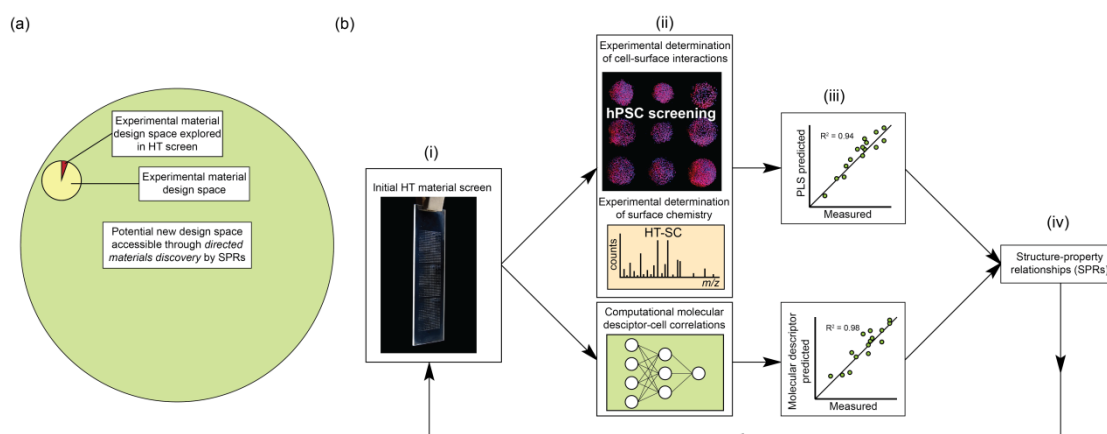 (a)
Experimental material
design space explored
in HT screen
Experimental material
design space
Potential new design space
accessible through directed
materials discovery by SPRs
(b)
(i)
Initial HT material screen
(ii)
Experimental determination
of cell-surface interactions
hPSC screening
Experimental determination
of surface chemistry
HT-SC
counts
m/z
Computational molecular
desciptor-cell correlations
(iii)
R² = 0.94
PLS predicted
Measured
R² = 0.98
Molecular descriptor
predicted
Measured
(iv)
Structure-property
relationships (SPRs)